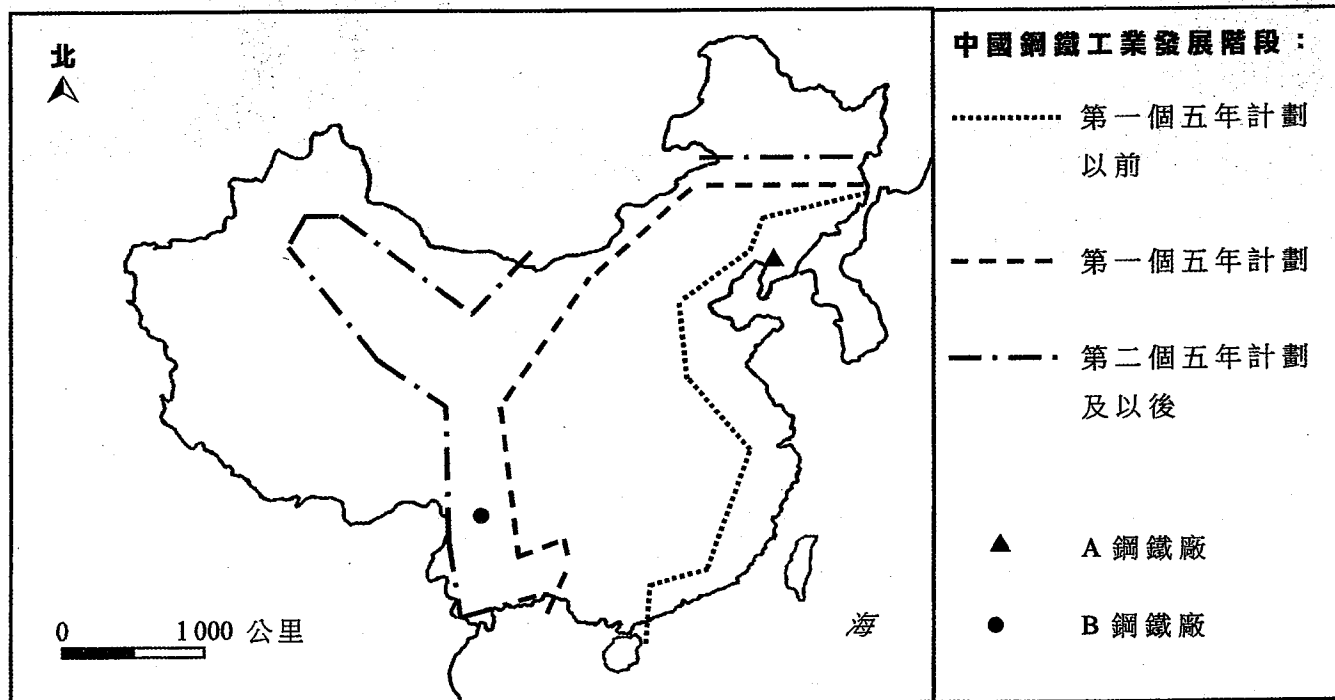 北
0 1000 公里
海
中國鋼鐵工業發展階段：
第一個五年計劃
以前
第一個五年計劃
第二個五年計劃
及以後
A 鋼鐵廠
B 鋼鐵廠